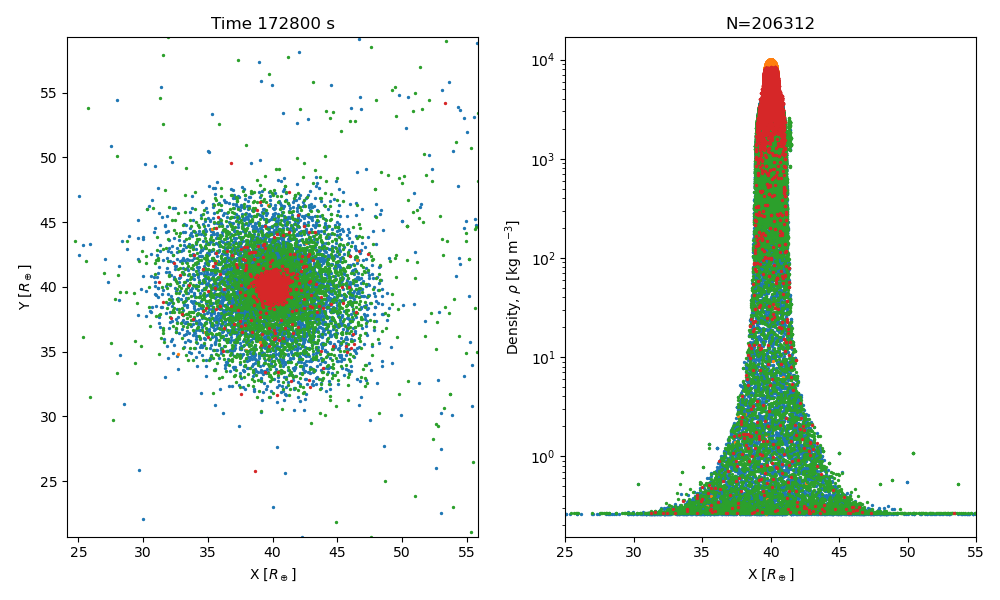 Time 172800 s
N=206312
Y [R⊕]
55
50
45
40
35
30
25
25 30 35 40 45 50 55
X [R⊕]
Density, ρ [kg m⁻³]
10⁴
10³
10²
10¹
10⁰
25 30 35 40 45 50 55
X [R⊕]